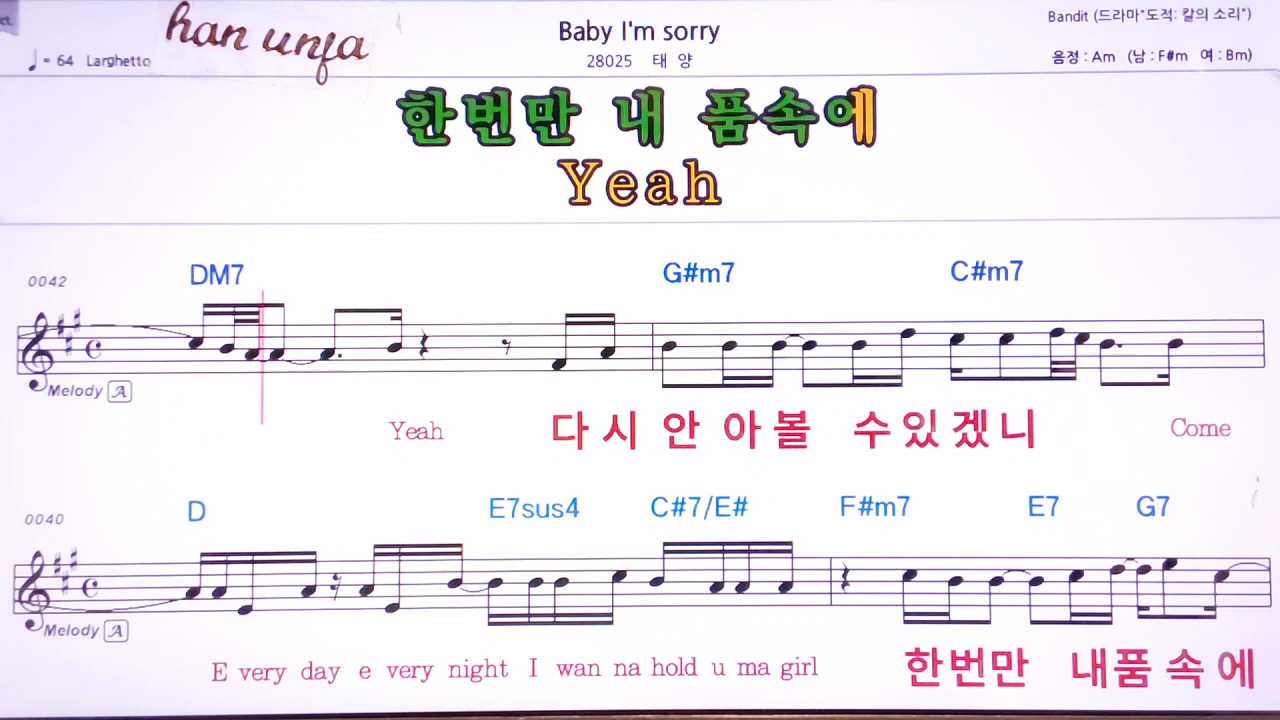 ct.
han unja
Baby I'm sorry
Bandit (드라마"도적: 칼의 소리")
♩= 64 Larghetto
28025 태 양
음정 : Am (남 : F#m 여 : Bm)
한번만 내 품속에
Yeah
0042 DM7 G#m7 C#m7
Melody A
Yeah 다 시 안 아 볼 수 있 겠 니 Come
0040 D E7sus4 C#7/E# F#m7 E7 G7
Melody A
E very day e very night I wan na hold u ma girl 한번만 내품 속 에